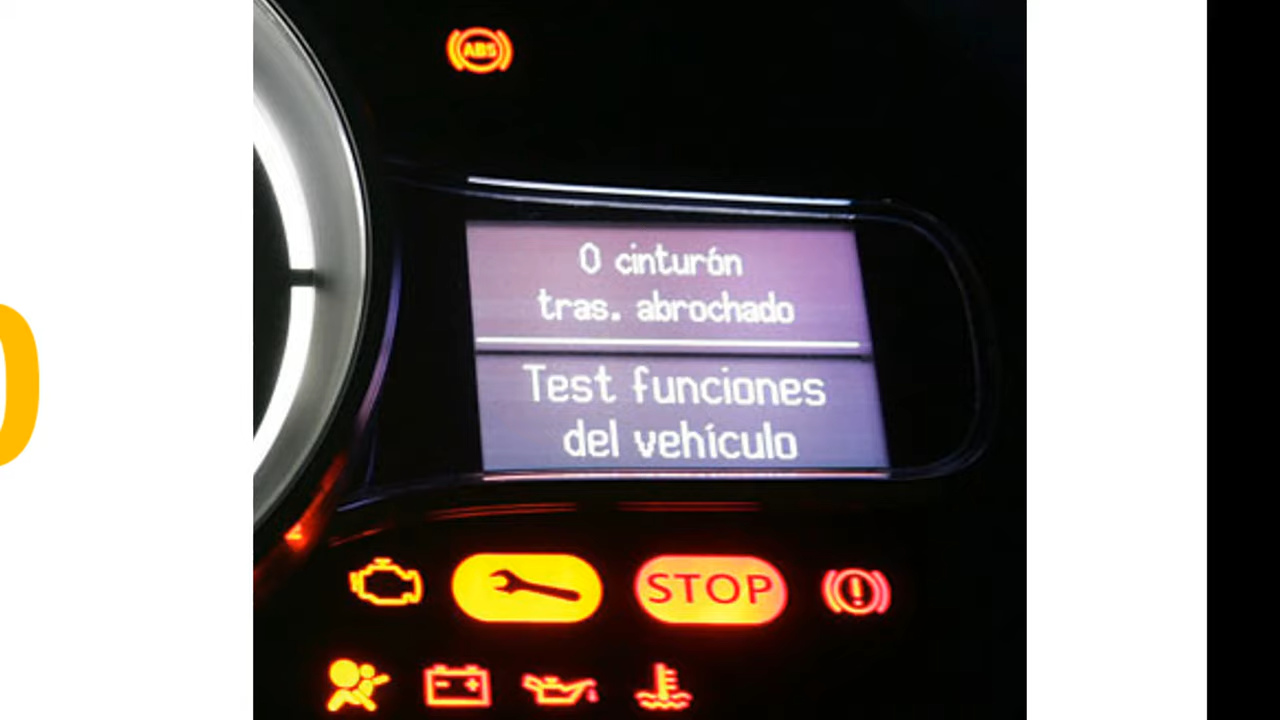 ABS
0 cinturón
tras. abrochado
Test funciones
del vehículo
STOP